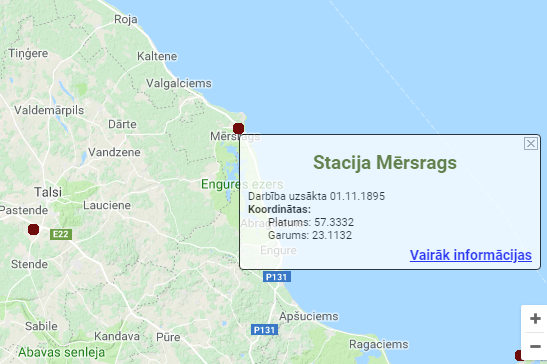 Roja
Kaltene
Tiņģere
Valgalciems
Valdemārpils
Dārte
Mērsrags
Vandzene
Stacija Mērsrags
Engures ezers
Talsi
Darbība uzsākta 01.11.1895
Lauciene
Koordinātas:
Pastende
Platums: 57.3332
E22
Garums: 23.1132
Engure
Stende
Vairāk informācijas
P131
Apšuciems
Sabile
P131
Kandava
Pūre
Abavas senleja
Ragaciems
+
−